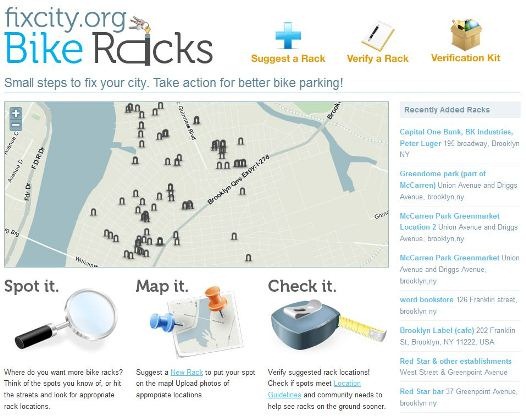 fixcity.org
Bike Racks
Suggest a Rack
Verify a Rack
Verification Kit
Small steps to fix your city. Take action for better bike parking!
Fdr Dr
F.D.R Dr
Brooklyn Qns Expy-I-278
Recently Added Racks
Capital One Bank, BK Industries,
Peter Luger 195 broadway, Brooklyn
NY
Greendome park (part of
McCarren) Union Avenue and Driggs
Avenue, brooklyn.ny
McCarren Park Greenmarket
Location 2 Union Avenue and Driggs
Avenue, brooklyn.ny
McCarren Park Greenmarket Union
Avenue and Driggs Avenue,
brooklyn.ny
word bookstore 126 Franklin street,
brooklyn ny
Brooklyn Label (cafe) 202 Franklin
St, Brooklyn, NY 11222, USA
Red Star & other establishments
West Street & Greenpoint Avenue
Red Star bar 37 Greenpoint Avenue,
brooklyn ny
Spot it.
Where do you want more bike racks?
Think of the spots you know of, or hit
the streets and look for appropriate
rack locations.
Map it.
Suggest a New Rack to put your spot
on the map! Upload photos of
appropriate locations.
Check it.
Verify suggested rack locations!
Check if spots meet Location
Guidelines and community needs to
help see racks on the ground sooner.